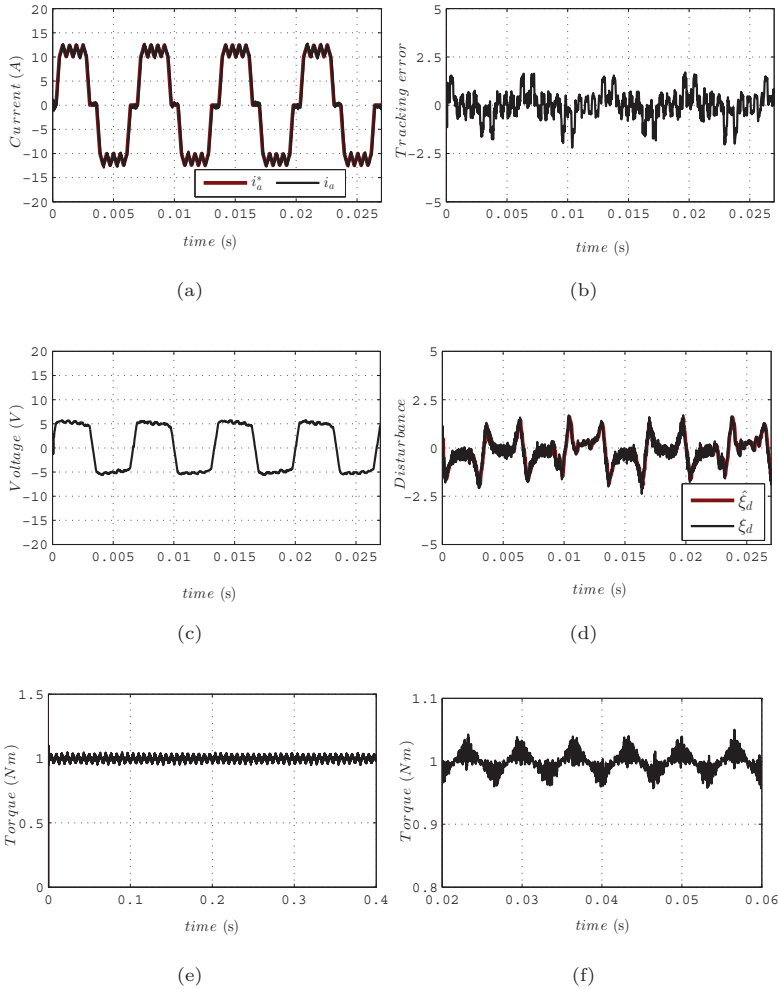 20
15
10
5
0
−5
−10
−15
−20
Current (A)
0 0.005 0.01 0.015 0.02 0.025
i*a ia
time (s)
(a)
5
2.5
0
−2.5
−5
Tracking error
0 0.005 0.01 0.015 0.02 0.025
time (s)
(b)
20
15
10
5
0
−5
−10
−15
−20
Voltage (V)
0 0.005 0.01 0.015 0.02 0.025
time (s)
(c)
5
2.5
0
−2.5
−5
Disturbance
ξ̂d
ξd
0 0.005 0.01 0.015 0.02 0.025
time (s)
(d)
1.5
1
0.5
0
Torque (Nm)
0 0.1 0.2 0.3 0.4
time (s)
(e)
1.1
1
0.9
0.8
Torque (Nm)
0.02 0.03 0.04 0.05 0.06
time (s)
(f)